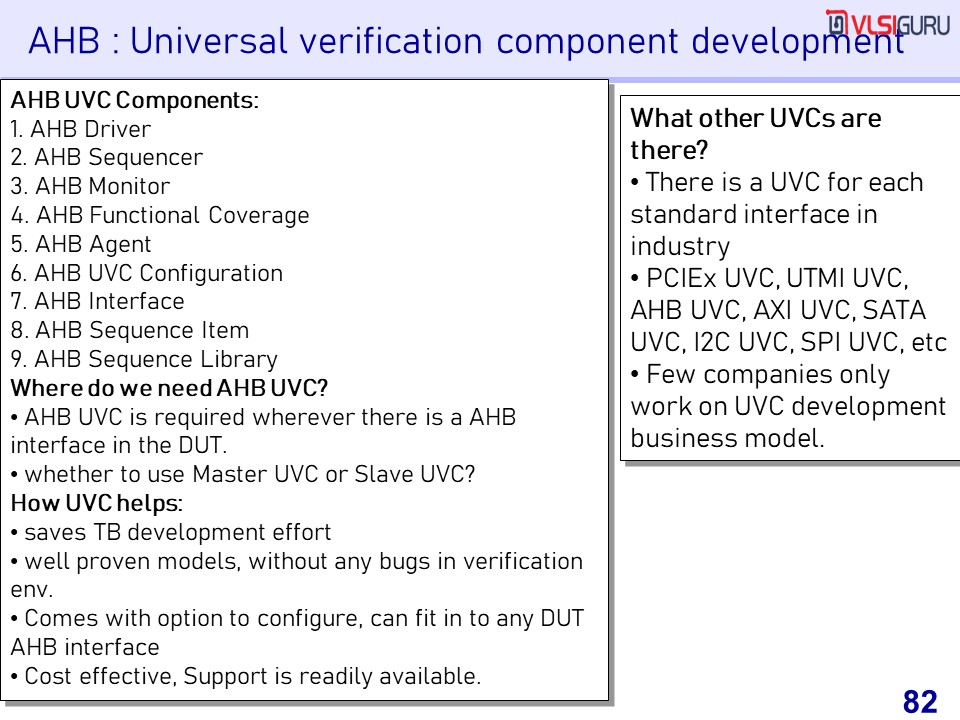 AHB : Universal verification component development
VLSIGURU
AHB UVC Components:
1. AHB Driver
2. AHB Sequencer
3. AHB Monitor
4. AHB Functional Coverage
5. AHB Agent
6. AHB UVC Configuration
7. AHB Interface
8. AHB Sequence Item
9. AHB Sequence Library
Where do we need AHB UVC?
• AHB UVC is required wherever there is a AHB
interface in the DUT.
• whether to use Master UVC or Slave UVC?
How UVC helps:
• saves TB development effort
• well proven models, without any bugs in verification
env.
• Comes with option to configure, can fit in to any DUT
AHB interface
• Cost effective, Support is readily available.
What other UVCs are
there?
• There is a UVC for each
standard interface in
industry
• PCIEx UVC, UTMI UVC,
AHB UVC, AXI UVC, SATA
UVC, I2C UVC, SPI UVC, etc
• Few companies only
work on UVC development
business model.
82